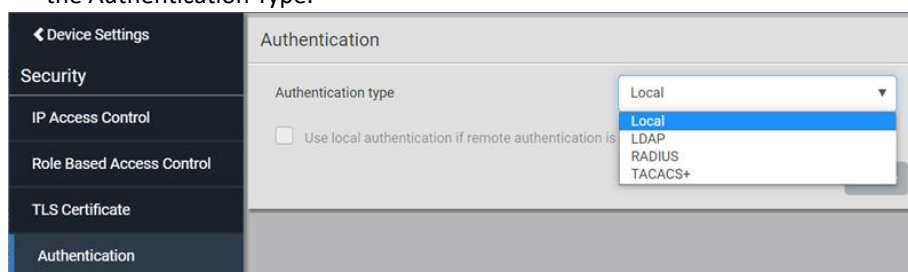 the Authentication Type.
Device Settings
Security
IP Access Control
Role Based Access Control
TLS Certificate
Authentication
Authentication
Authentication type
Local
Use local authentication if remote authentication is
Local
LDAP
RADIUS
TACACS+